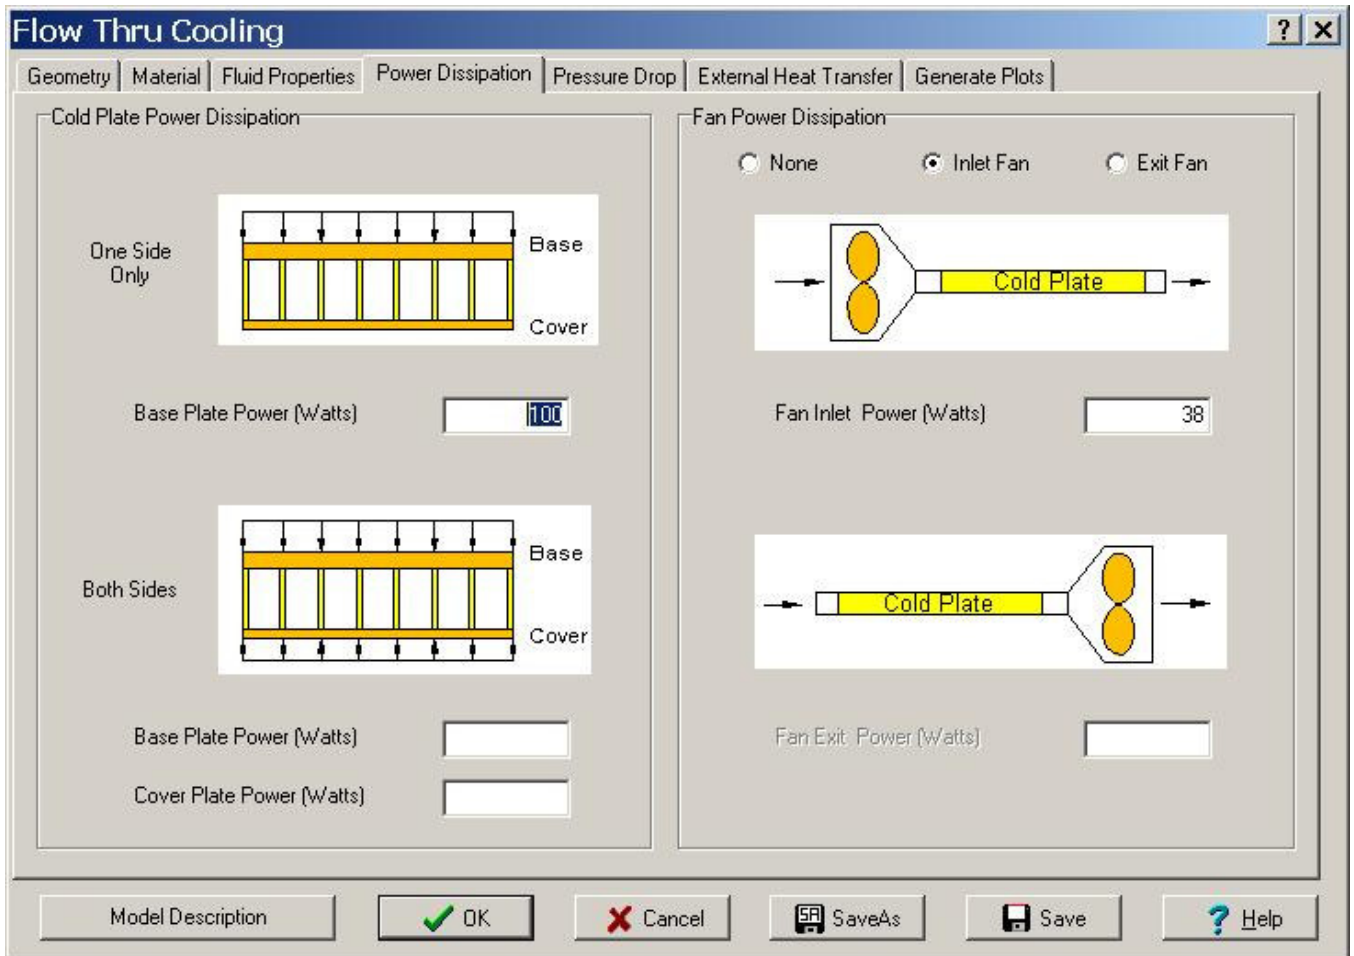 Flow Thru Cooling
Geometry Material Fluid Properties Power Dissipation Pressure Drop External Heat Transfer Generate Plots
Cold Plate Power Dissipation
One Side
Only
Base
Cover
Base Plate Power (Watts) 100
Both Sides
Base
Cover
Base Plate Power (Watts)
Cover Plate Power (Watts)
Fan Power Dissipation
None Inlet Fan Exit Fan
Cold Plate
Fan Inlet Power (Watts) 38
Cold Plate
Fan Exit Power (Watts)
Model Description OK Cancel SaveAs Save Help